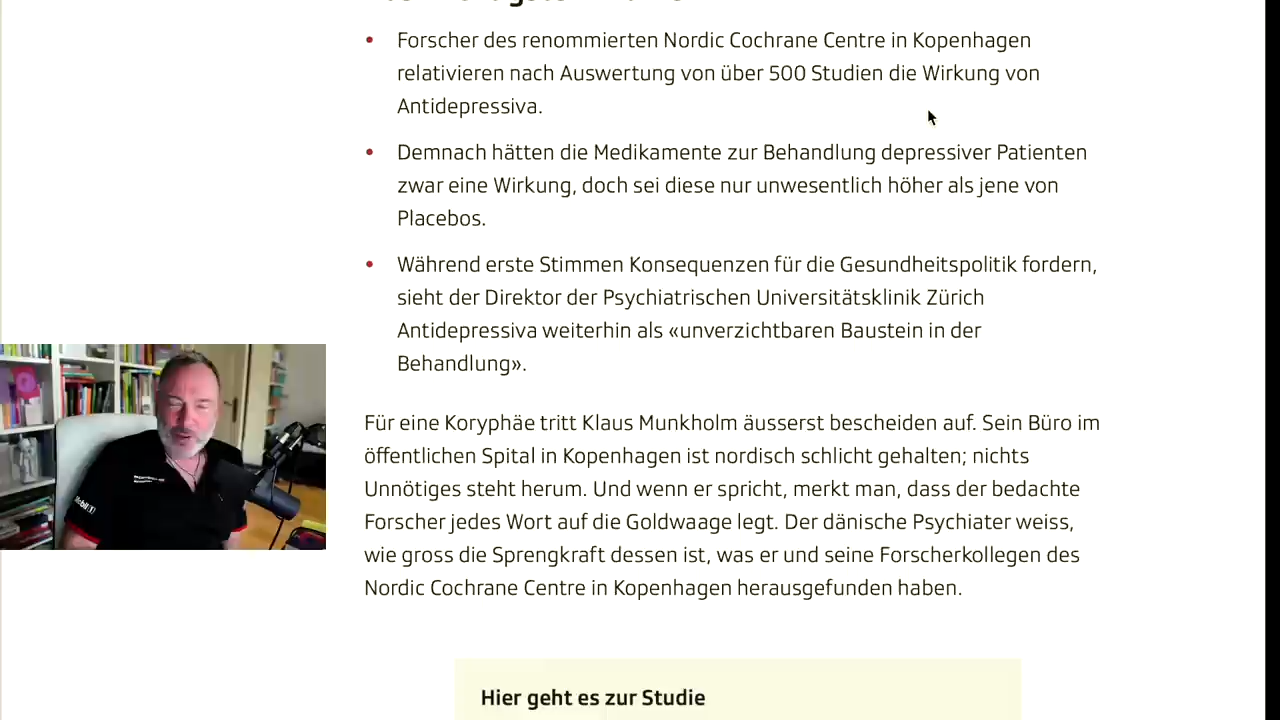 Forscher des renommierten Nordic Cochrane Centre in Kopenhagen
relativieren nach Auswertung von über 500 Studien die Wirkung von
Antidepressiva.
Demnach hätten die Medikamente zur Behandlung depressiver Patienten
zwar eine Wirkung, doch sei diese nur unwesentlich höher als jene von
Placebos.
Während erste Stimmen Konsequenzen für die Gesundheitspolitik fordern,
sieht der Direktor der Psychiatrischen Universitätsklinik Zürich
Antidepressiva weiterhin als «unverzichtbaren Baustein in der
Behandlung».
Für eine Koryphäe tritt Klaus Munkholm äusserst bescheiden auf. Sein Büro im
öffentlichen Spital in Kopenhagen ist nordisch schlicht gehalten; nichts
Unnötiges steht herum. Und wenn er spricht, merkt man, dass der bedachte
Forscher jedes Wort auf die Goldwaage legt. Der dänische Psychiater weiss,
wie gross die Sprengkraft dessen ist, was er und seine Forscherkollegen des
Nordic Cochrane Centre in Kopenhagen herausgefunden haben.
Hier geht es zur Studie